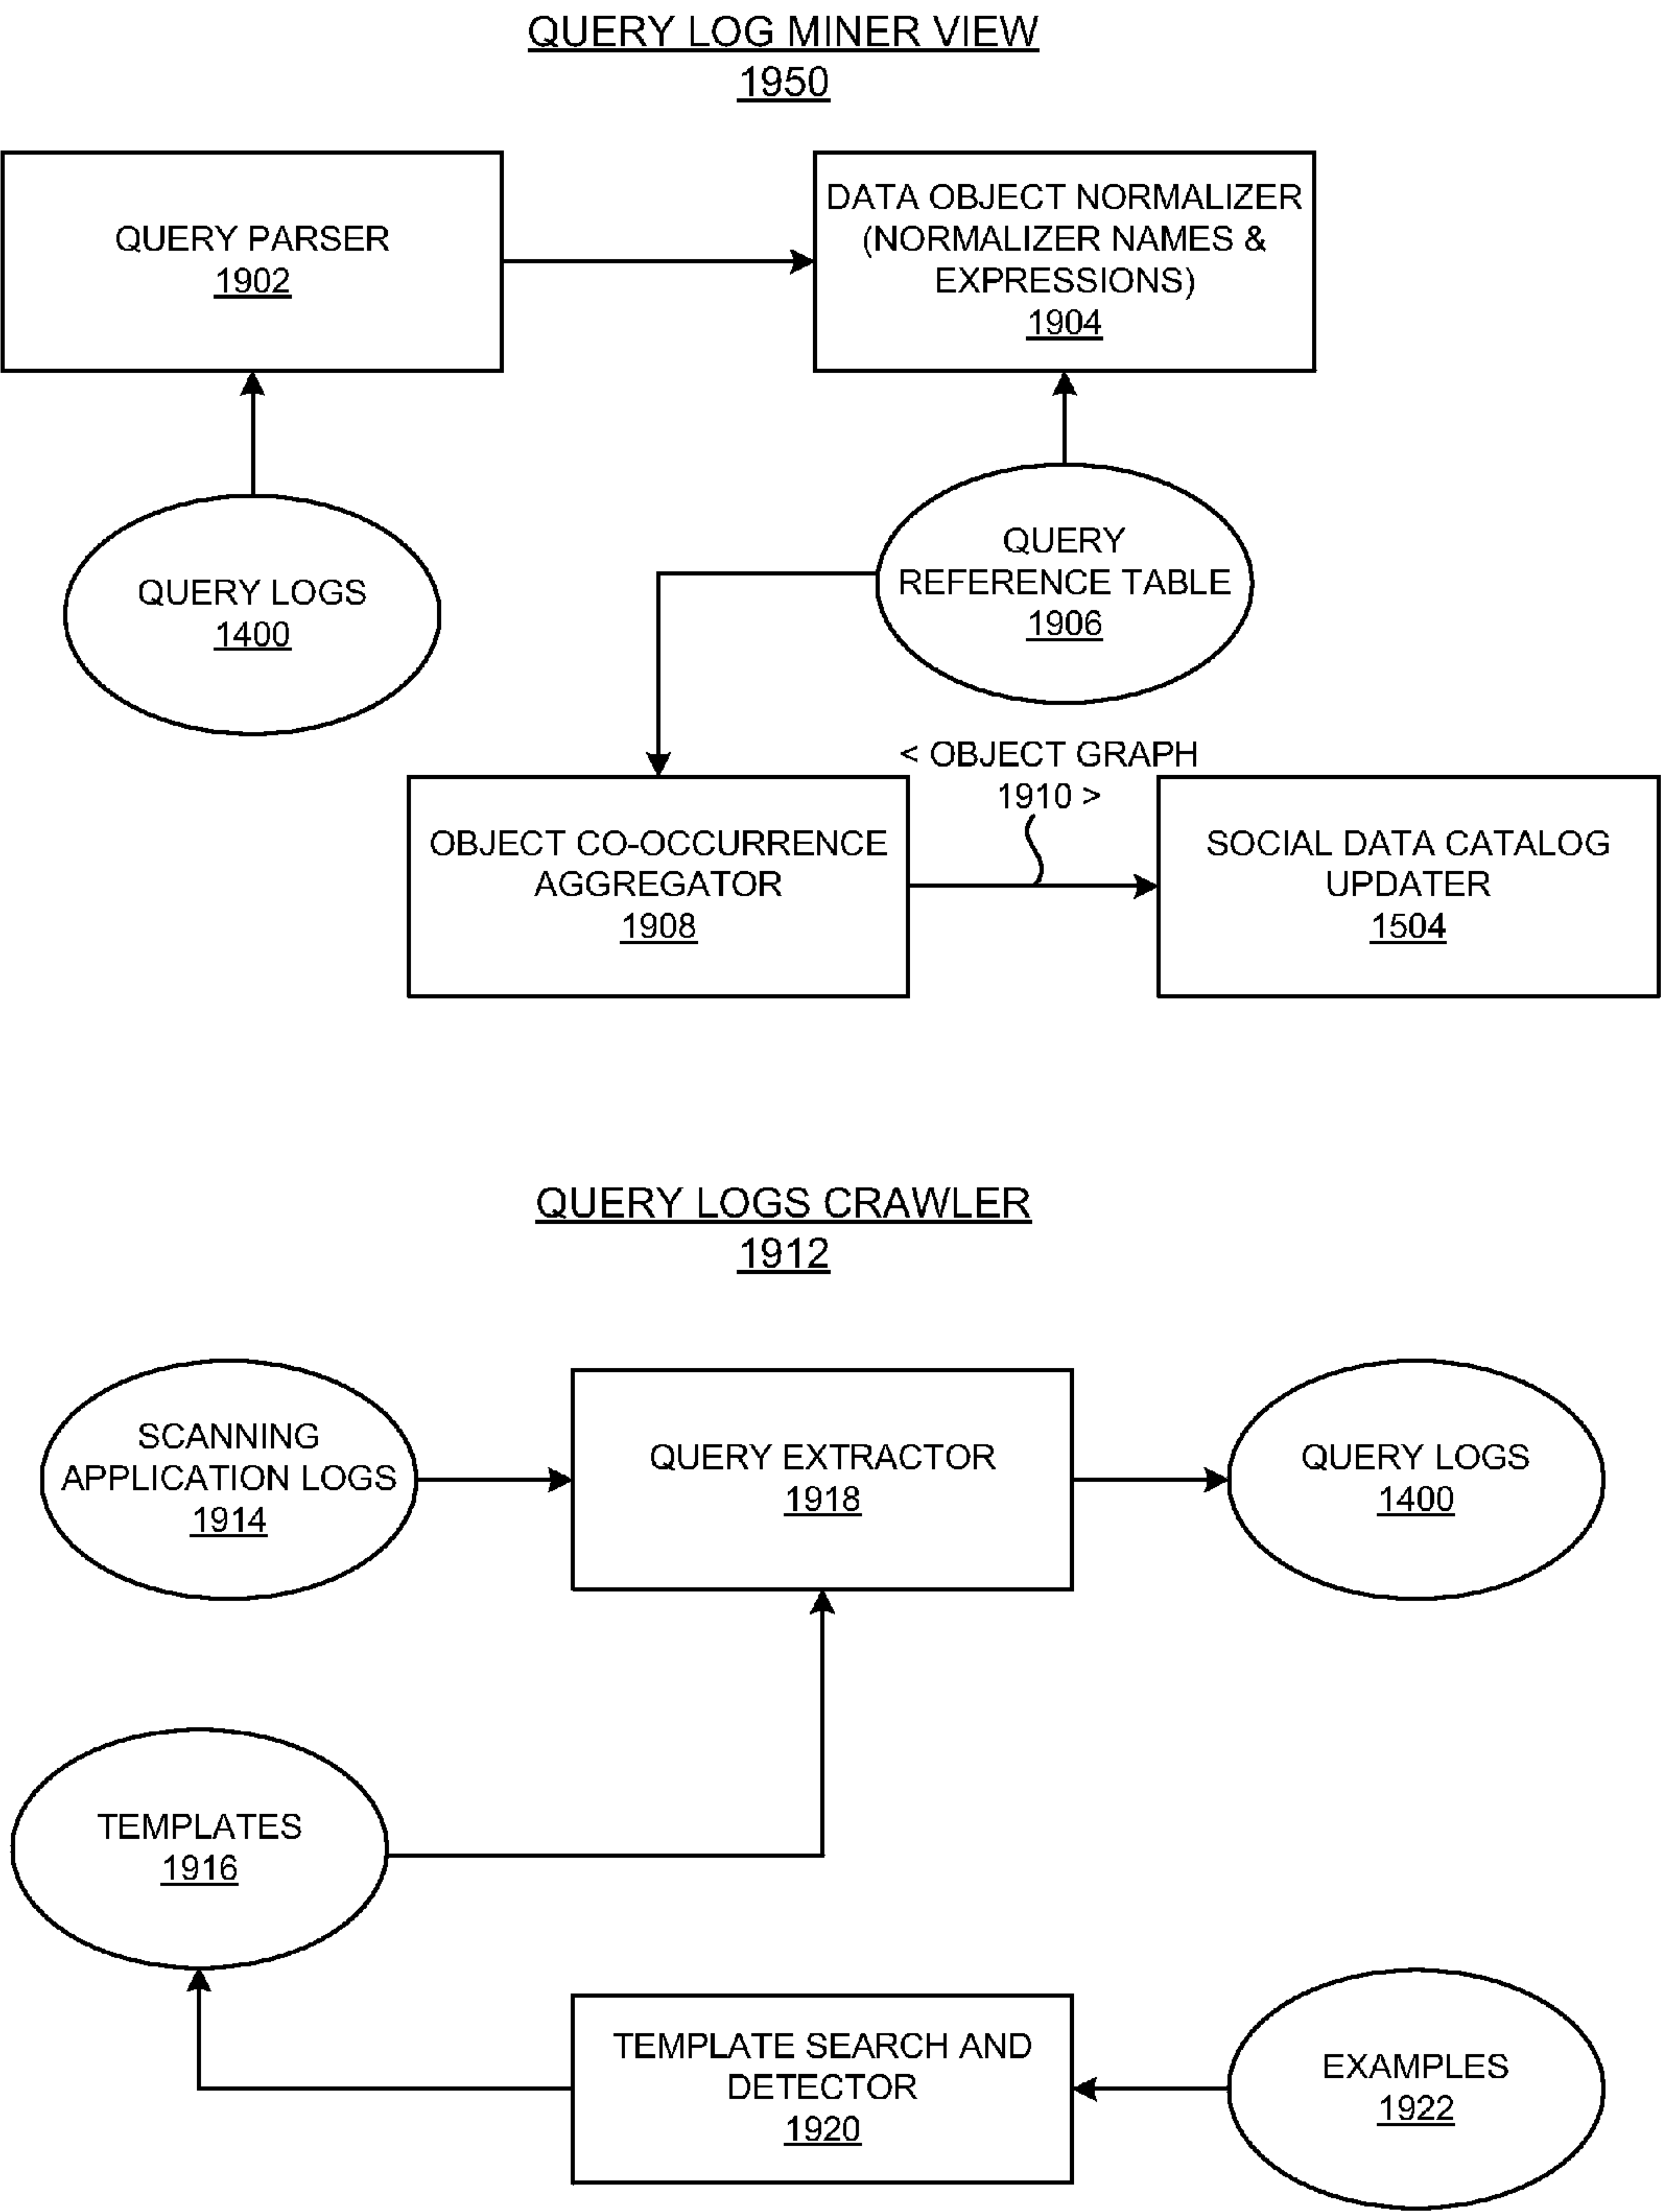 QUERY LOG MINER VIEW
1950
QUERY PARSER
1902
DATA OBJECT NORMALIZER
(NORMALIZER NAMES &
EXPRESSIONS)
1904
QUERY LOGS
1400
QUERY
REFERENCE TABLE
1906
< OBJECT GRAPH
1910 >
OBJECT CO-OCCURRENCE
AGGREGATOR
1908
SOCIAL DATA CATALOG
UPDATER
1504
QUERY LOGS CRAWLER
1912
SCANNING
APPLICATION LOGS
1914
QUERY EXTRACTOR
1918
QUERY LOGS
1400
TEMPLATES
1916
TEMPLATE SEARCH AND
DETECTOR
1920
EXAMPLES
1922